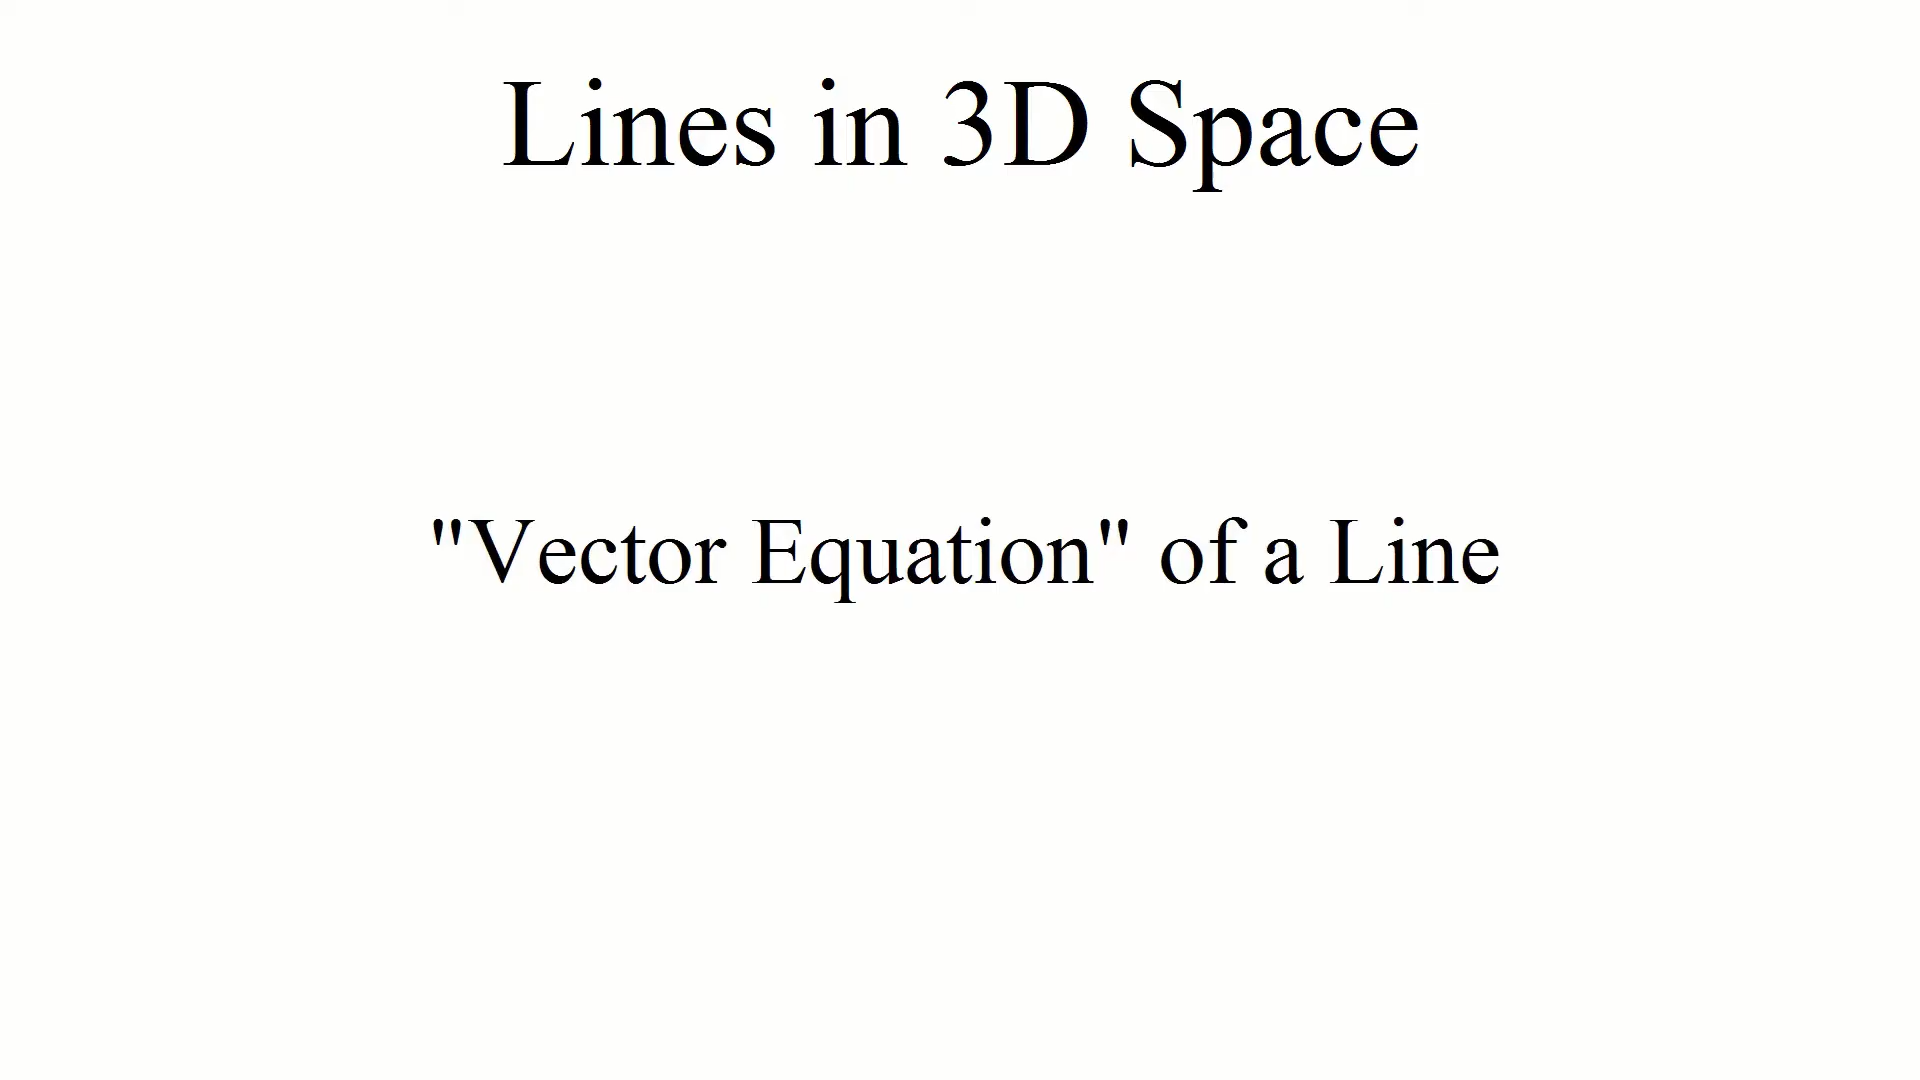 Lines in 3D Space
"Vector Equation" of a Line